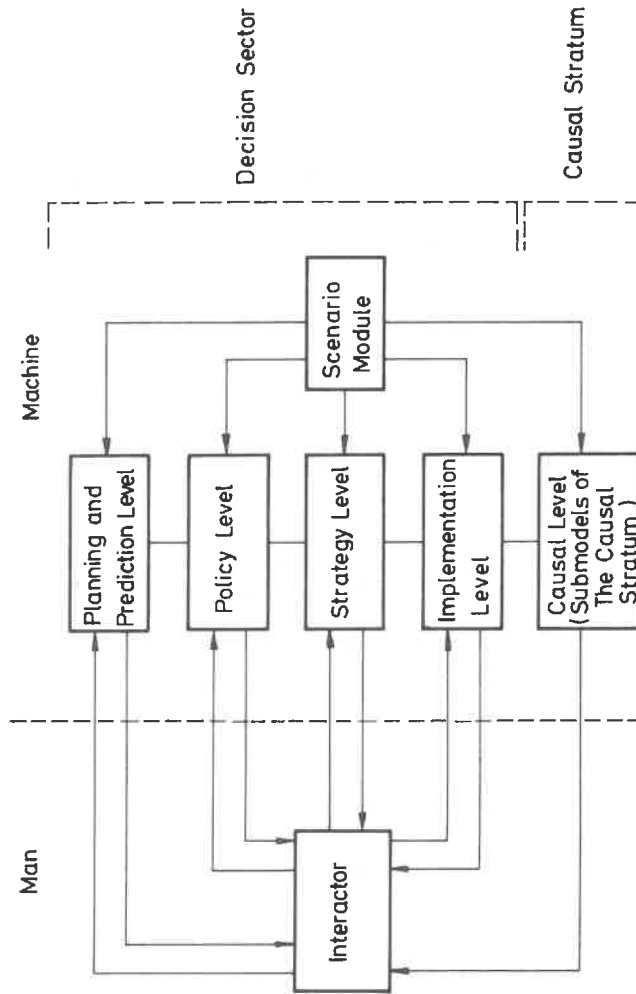 Man
Machine
Interactor
Planning and
Prediction Level
Policy Level
Strategy Level
Implementation
Level
Causal Level
(Submodels of
The Causal
Stratum )
Scenario
Module
Decision Sector
Causal Stratum